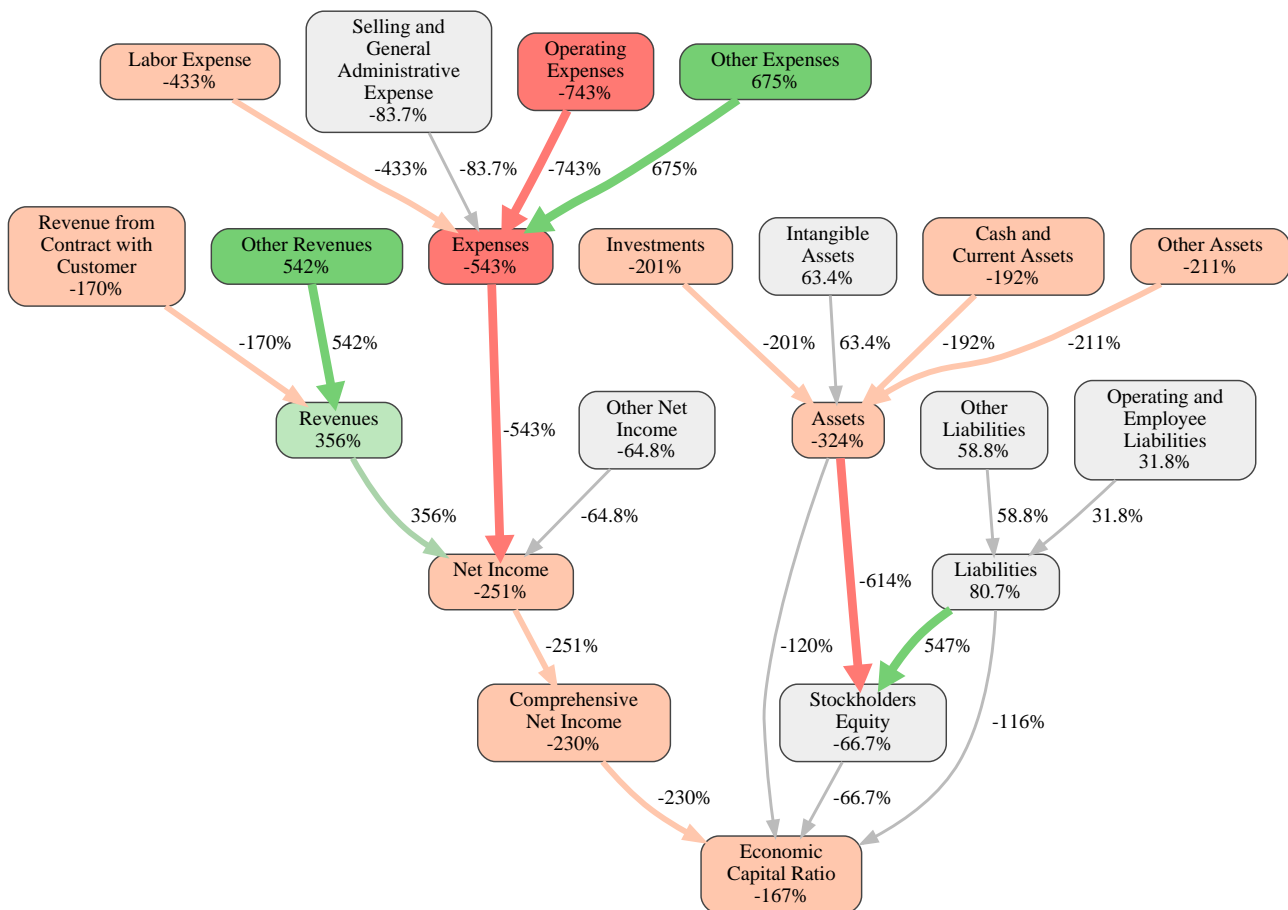 Labor Expense
-433%
Selling and
General
Administrative
Expense
-83.7%
Operating
Expenses
-743%
Other Expenses
675%
-433%
-83.7%
-743%
675%
Revenue from
Contract with
Customer
-170%
Other Revenues
542%
Expenses
-543%
Investments
-201%
Intangible
Assets
63.4%
Cash and
Current Assets
-192%
Other Assets
-211%
-170%
542%
-201%
63.4%
-192%
-211%
Revenues
356%
-543%
Other Net
Income
-64.8%
Assets
-324%
Other
Liabilities
58.8%
Operating and
Employee
Liabilities
31.8%
356%
-64.8%
58.8%
31.8%
Net Income
-251%
-614%
Liabilities
80.7%
-251%
-120%
547%
Comprehensive
Net Income
-230%
Stockholders
Equity
-66.7%
-116%
-230%
-66.7%
Economic
Capital Ratio
-167%